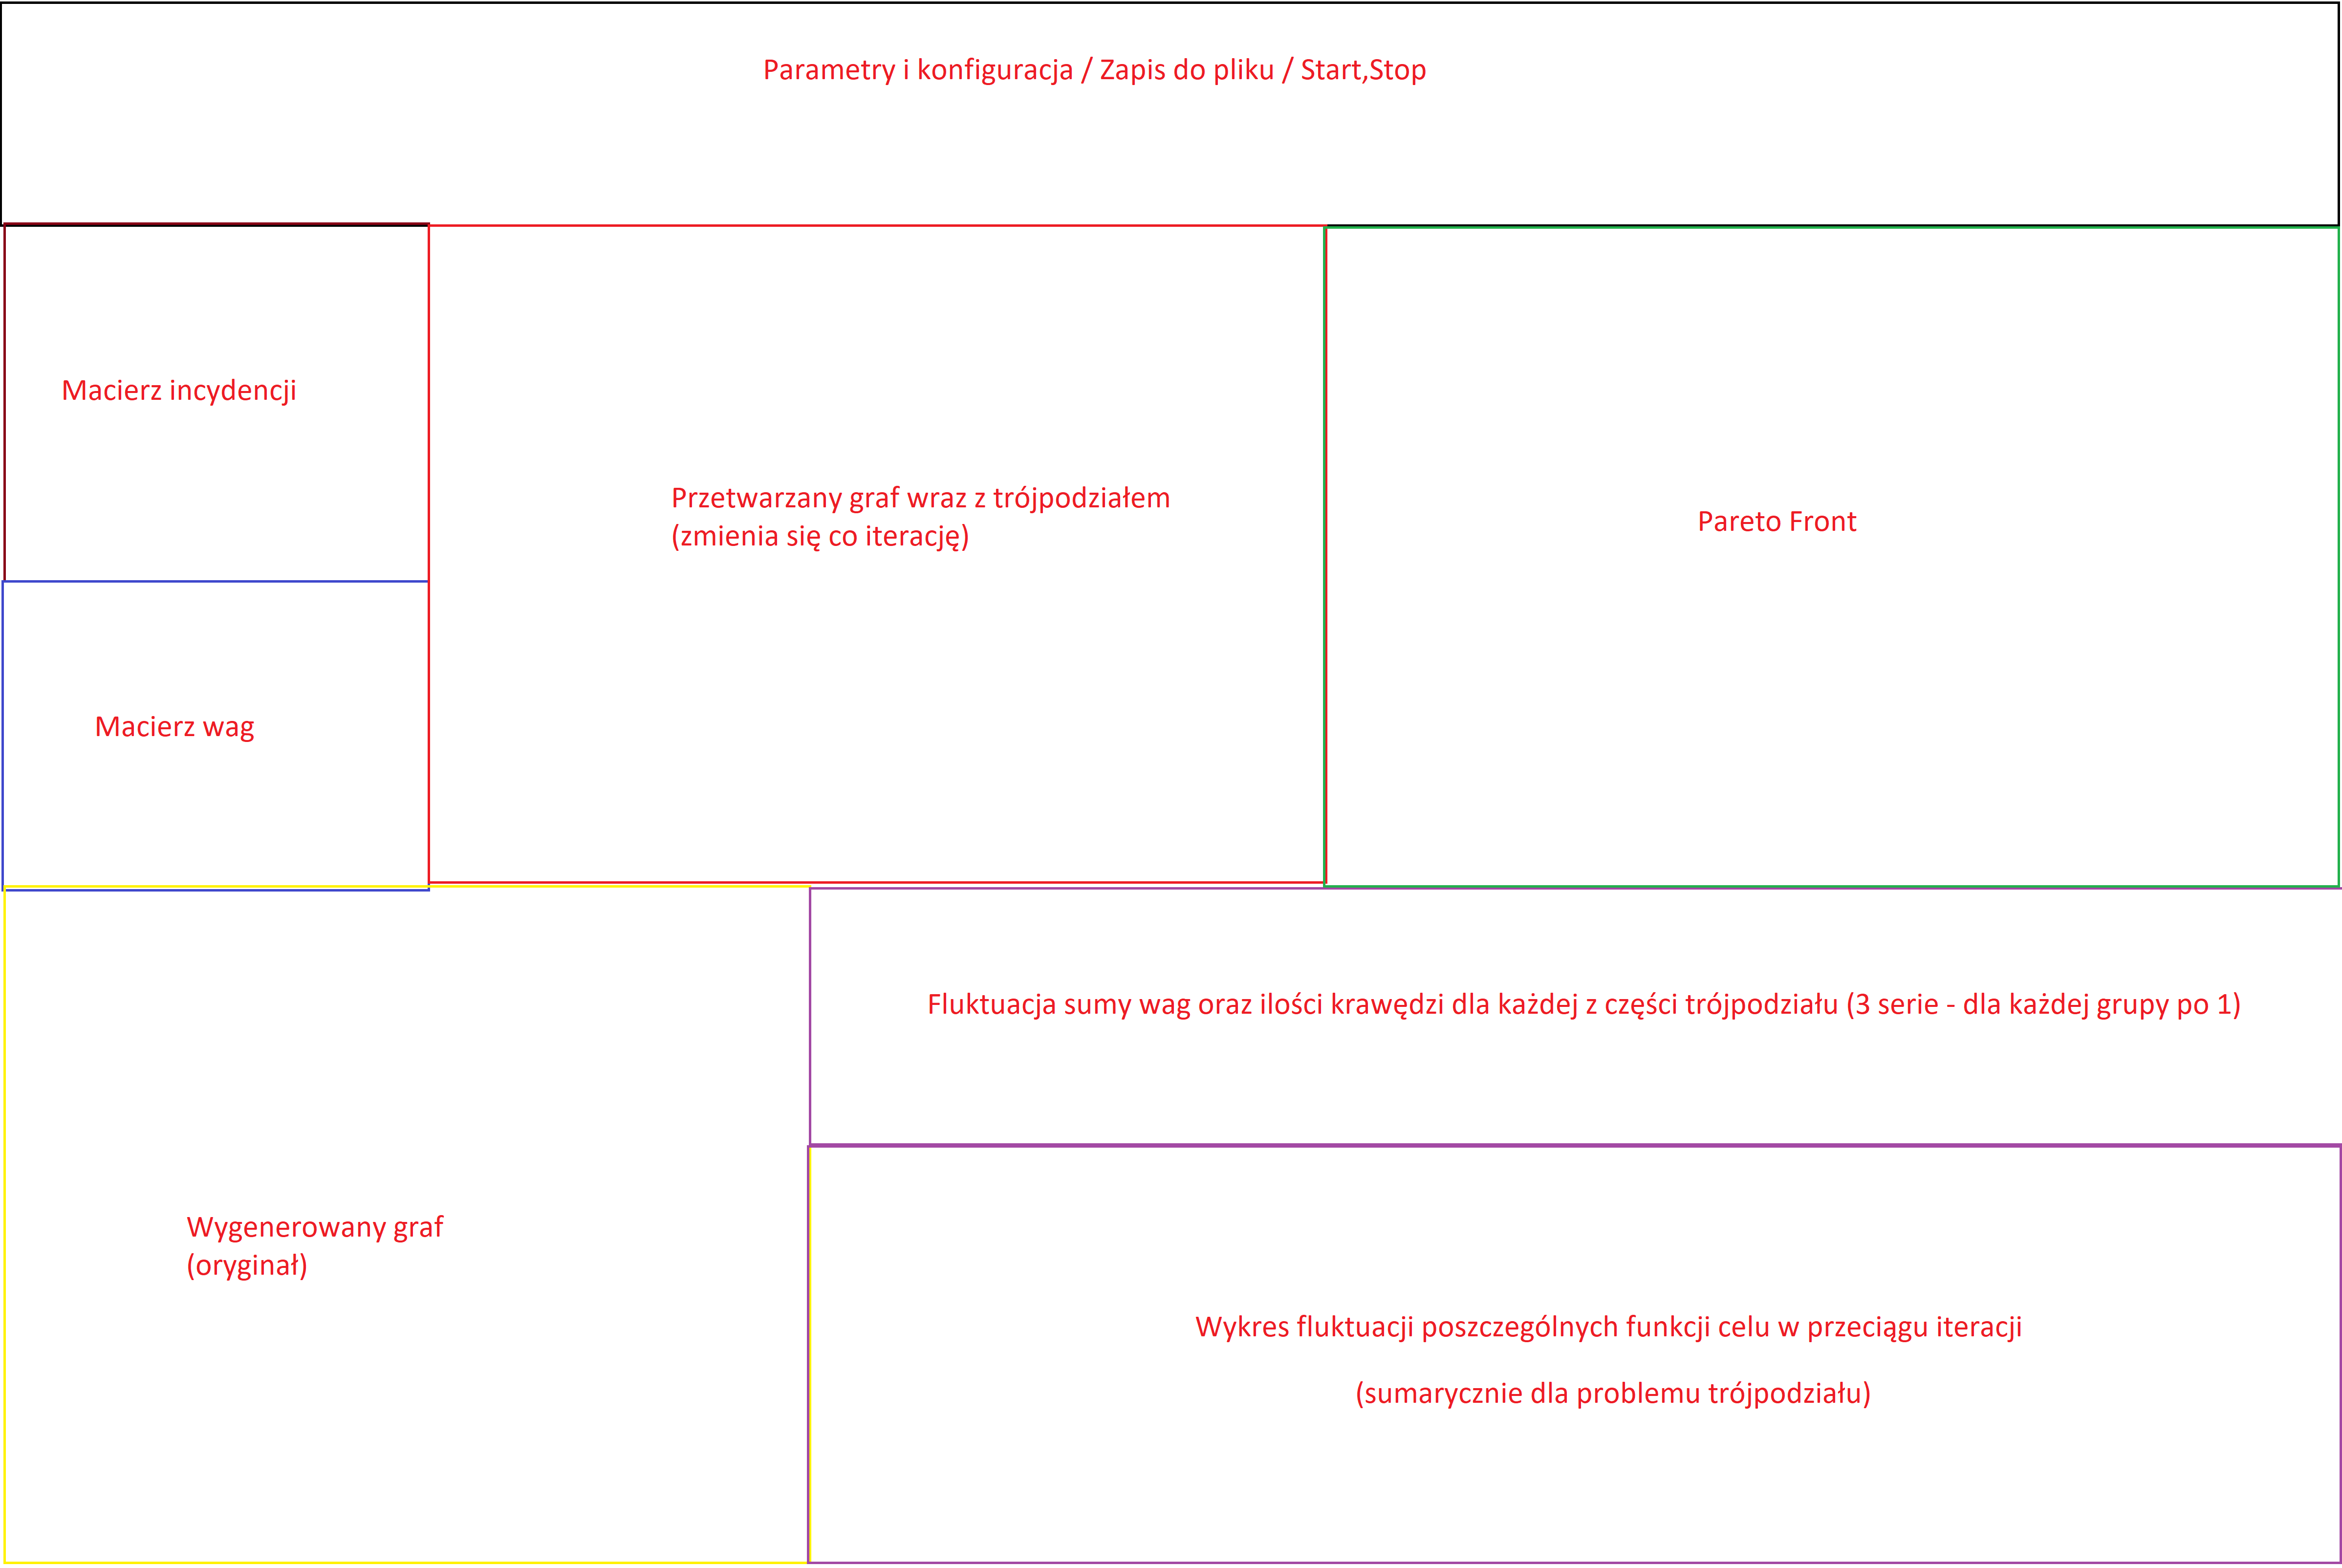 Parametry i konfiguracja / Zapis do pliku / Start,Stop
Macierz incydencji
Przetwarzany graf wraz z trójpodziałem
(zmienia się co iterację)
Pareto Front
Macierz wag
Fluktuacja sumy wag oraz ilości krawędzi dla każdej z części trójpodziału (3 serie - dla każdej grupy po 1)
Wygenerowany graf
(oryginał)
Wykres fluktuacji poszczególnych funkcji celu w przeciągu iteracji
(sumarycznie dla problemu trójpodziału)